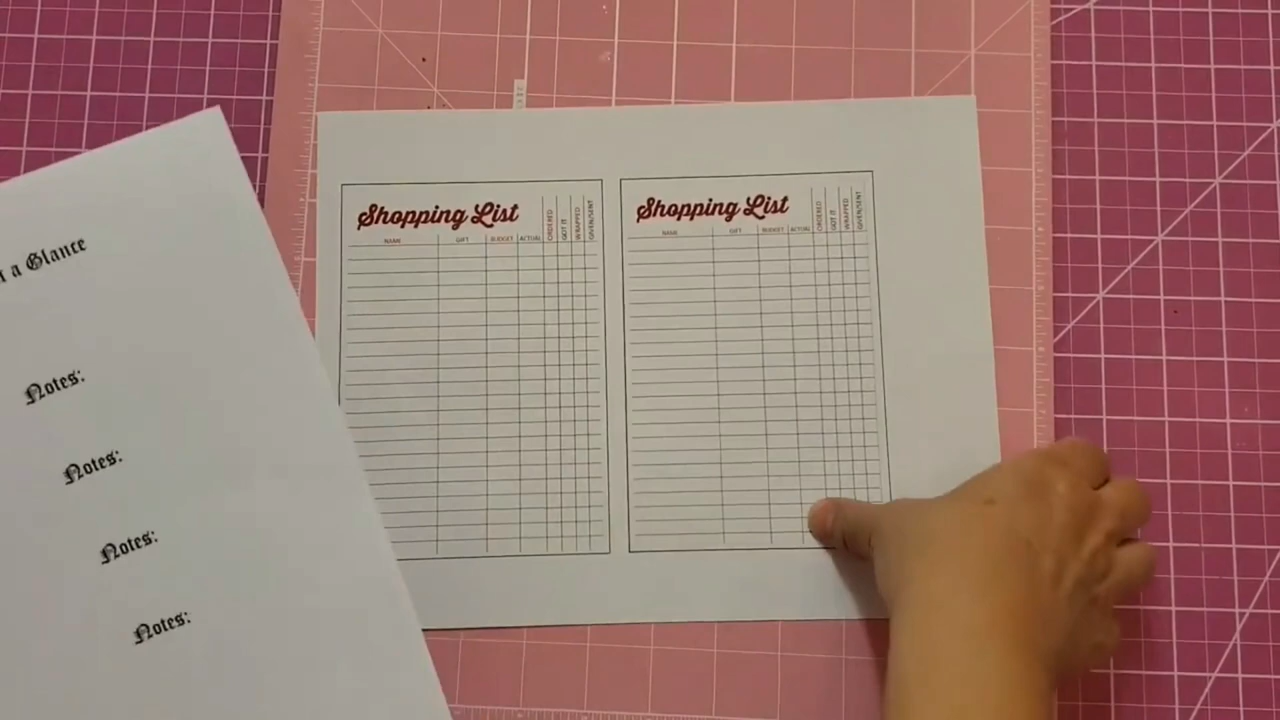 a Glance
Notes:
Notes:
Notes:
Notes:
Shopping List
NAME GIFT BUDGET ACTUAL ORDERED GOT IT WRAPPED GIVEN/SENT
Shopping List
NAME GIFT BUDGET ACTUAL ORDERED GOT IT WRAPPED GIVEN/SENT